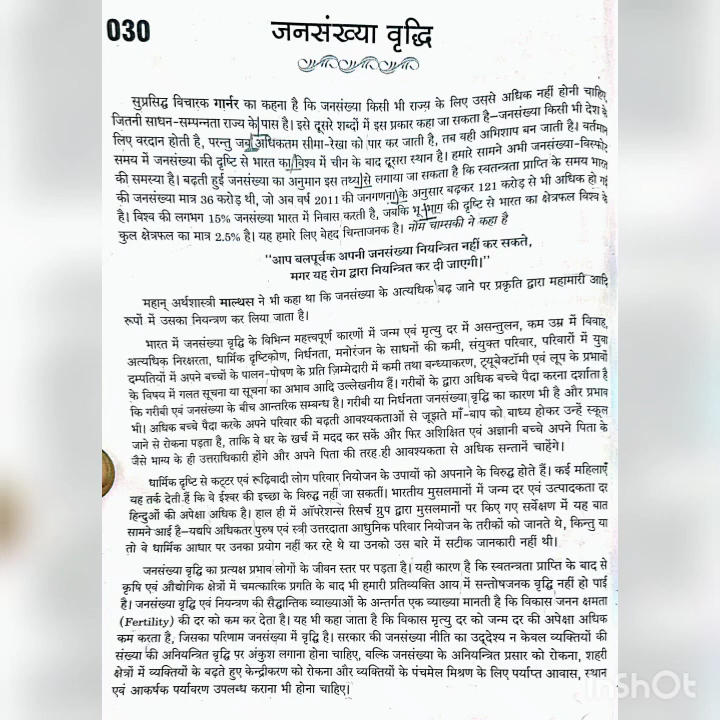 030
जनसंख्या वृद्धि
सुप्रसिद्ध विचारक गार्नर का कहना है कि जनसंख्या किसी भी राज्य के लिए उससे अधिक नहीं होनी चाहिए,
जितनी साधन-सम्पन्नता राज्य के पास है। इसे दूसरे शब्दों में इस प्रकार कहा जा सकता है–जनसंख्या किसी भी देश के
लिए वरदान होती है, परन्तु जब अधिकतम सीमा-रेखा को पार कर जाती है, तब वही अभिशाप बन जाती है। वर्तमान
समय में जनसंख्या की दृष्टि से भारत का विश्व में चीन के बाद दूसरा स्थान है। हमारे सामने अभी जनसंख्या-विस्फोट
की समस्या है। बढ़ती हुई जनसंख्या का अनुमान इस तथ्य से लगाया जा सकता है कि स्वतन्त्रता प्राप्ति के समय भारत
की जनसंख्या मात्र 36 करोड़ थी, जो अब वर्ष 2011 की जनगणना के अनुसार बढ़कर 121 करोड़ से भी अधिक हो गई
है। विश्व की लगभग 15% जनसंख्या भारत में निवास करती है, जबकि भू-भाग की दृष्टि से भारत का क्षेत्रफल विश्व के
कुल क्षेत्रफल का मात्र 2.5% है। यह हमारे लिए बेहद चिन्ताजनक है। नोम चाम्सकी ने कहा है
"आप बलपूर्वक अपनी जनसंख्या नियन्त्रित नहीं कर सकते,
मगर यह रोग द्वारा नियन्त्रित कर दी जाएगी।"
महान् अर्थशास्त्री माल्थस ने भी कहा था कि जनसंख्या के अत्यधिक बढ़ जाने पर प्रकृति द्वारा महामारी आदि
रूपों में उसका नियन्त्रण कर लिया जाता है।
भारत में जनसंख्या वृद्धि के विभिन्न महत्त्वपूर्ण कारणों में जन्म एवं मृत्यु दर में असन्तुलन, कम उम्र में विवाह,
अत्यधिक निरक्षरता, धार्मिक दृष्टिकोण, निर्धनता, मनोरंजन के साधनों की कमी, संयुक्त परिवार, परिवारों में युवा
दम्पतियों में अपने बच्चों के पालन-पोषण के प्रति ज़िम्मेदारी में कमी तथा बन्ध्याकरण, ट्यूबेक्टॉमी एवं लूप के प्रभावों
के विषय में गलत सूचना या सूचना का अभाव आदि उल्लेखनीय हैं। गरीबों के द्वारा अधिक बच्चे पैदा करना दर्शाता है
कि गरीबी एवं जनसंख्या के बीच आन्तरिक सम्बन्ध है। गरीबी या निर्धनता जनसंख्या वृद्धि का कारण भी है और प्रभाव
भी। अधिक बच्चे पैदा करके अपने परिवार की बढ़ती आवश्यकताओं से जूझते माँ-बाप को बाध्य होकर उन्हें स्कूल
जाने से रोकना पड़ता है, ताकि वे घर के खर्च में मदद कर सकें और फिर अशिक्षित एवं अज्ञानी बच्चे अपने पिता के
जैसे भाग्य के ही उत्तराधिकारी होंगे और अपने पिता की तरह ही आवश्यकता से अधिक सन्तानें चाहेंगे।
धार्मिक दृष्टि से कट्टर एवं रूढ़िवादी लोग परिवार नियोजन के उपायों को अपनाने के विरुद्ध होते हैं। कई महिलाएँ
यह तर्क देती हैं कि वे ईश्वर की इच्छा के विरुद्ध नहीं जा सकतीं। भारतीय मुसलमानों में जन्म दर एवं उत्पादकता दर
हिन्दुओं की अपेक्षा अधिक है। हाल ही में ऑपरेशन्स रिसर्च ग्रुप द्वारा मुसलमानों पर किए गए सर्वेक्षण में यह बात
सामने आई है–यद्यपि अधिकतर पुरुष एवं स्त्री उत्तरदाता आधुनिक परिवार नियोजन के तरीकों को जानते थे, किन्तु या
तो वे धार्मिक आधार पर उनका प्रयोग नहीं कर रहे थे या उनको उस बारे में सटीक जानकारी नहीं थी।
जनसंख्या वृद्धि का प्रत्यक्ष प्रभाव लोगों के जीवन स्तर पर पड़ता है। यही कारण है कि स्वतन्त्रता प्राप्ति के बाद से
कृषि एवं औद्योगिक क्षेत्रों में चमत्कारिक प्रगति के बाद भी हमारी प्रतिव्यक्ति आय में सन्तोषजनक वृद्धि नहीं हो पाई
है। जनसंख्या वृद्धि एवं नियन्त्रण की सैद्धान्तिक व्याख्याओं के अन्तर्गत एक व्याख्या मानती है कि विकास जनन क्षमता
(Fertility) की दर को कम कर देता है। यह भी कहा जाता है कि विकास मृत्यु दर को जन्म दर की अपेक्षा अधिक
कम करता है, जिसका परिणाम जनसंख्या में वृद्धि है। सरकार की जनसंख्या नीति का उद्देश्य न केवल व्यक्तियों की
संख्या की अनियन्त्रित वृद्धि पर अंकुश लगाना होना चाहिए, बल्कि जनसंख्या के अनियन्त्रित प्रसार को रोकना, शहरी
क्षेत्रों में व्यक्तियों के बढ़ते हुए केन्द्रीकरण को रोकना और व्यक्तियों के पंचमेल मिश्रण के लिए पर्याप्त आवास, स्थान
एवं आकर्षक पर्यावरण उपलब्ध कराना भी होना चाहिए।
InShOt